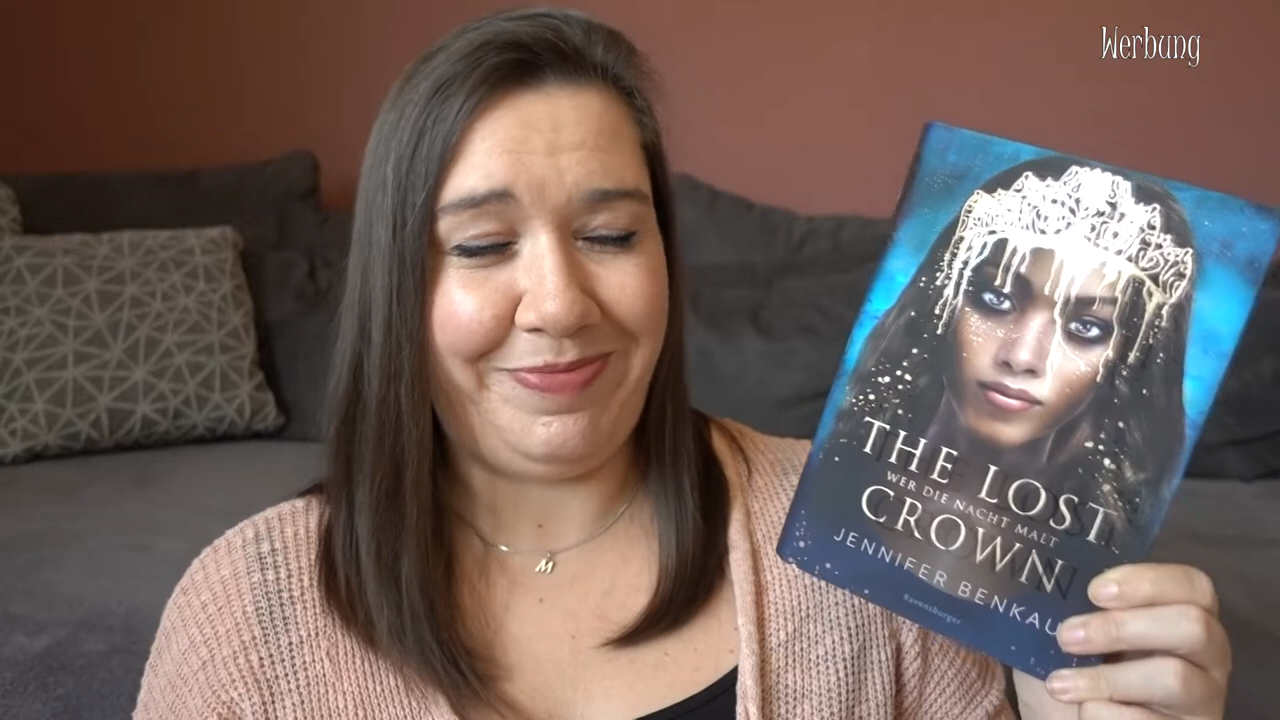 Werbung
THE LOST
WER DIE NACHT MALT
CROWN
JENNIFER BENKAU
Ravensburger
M